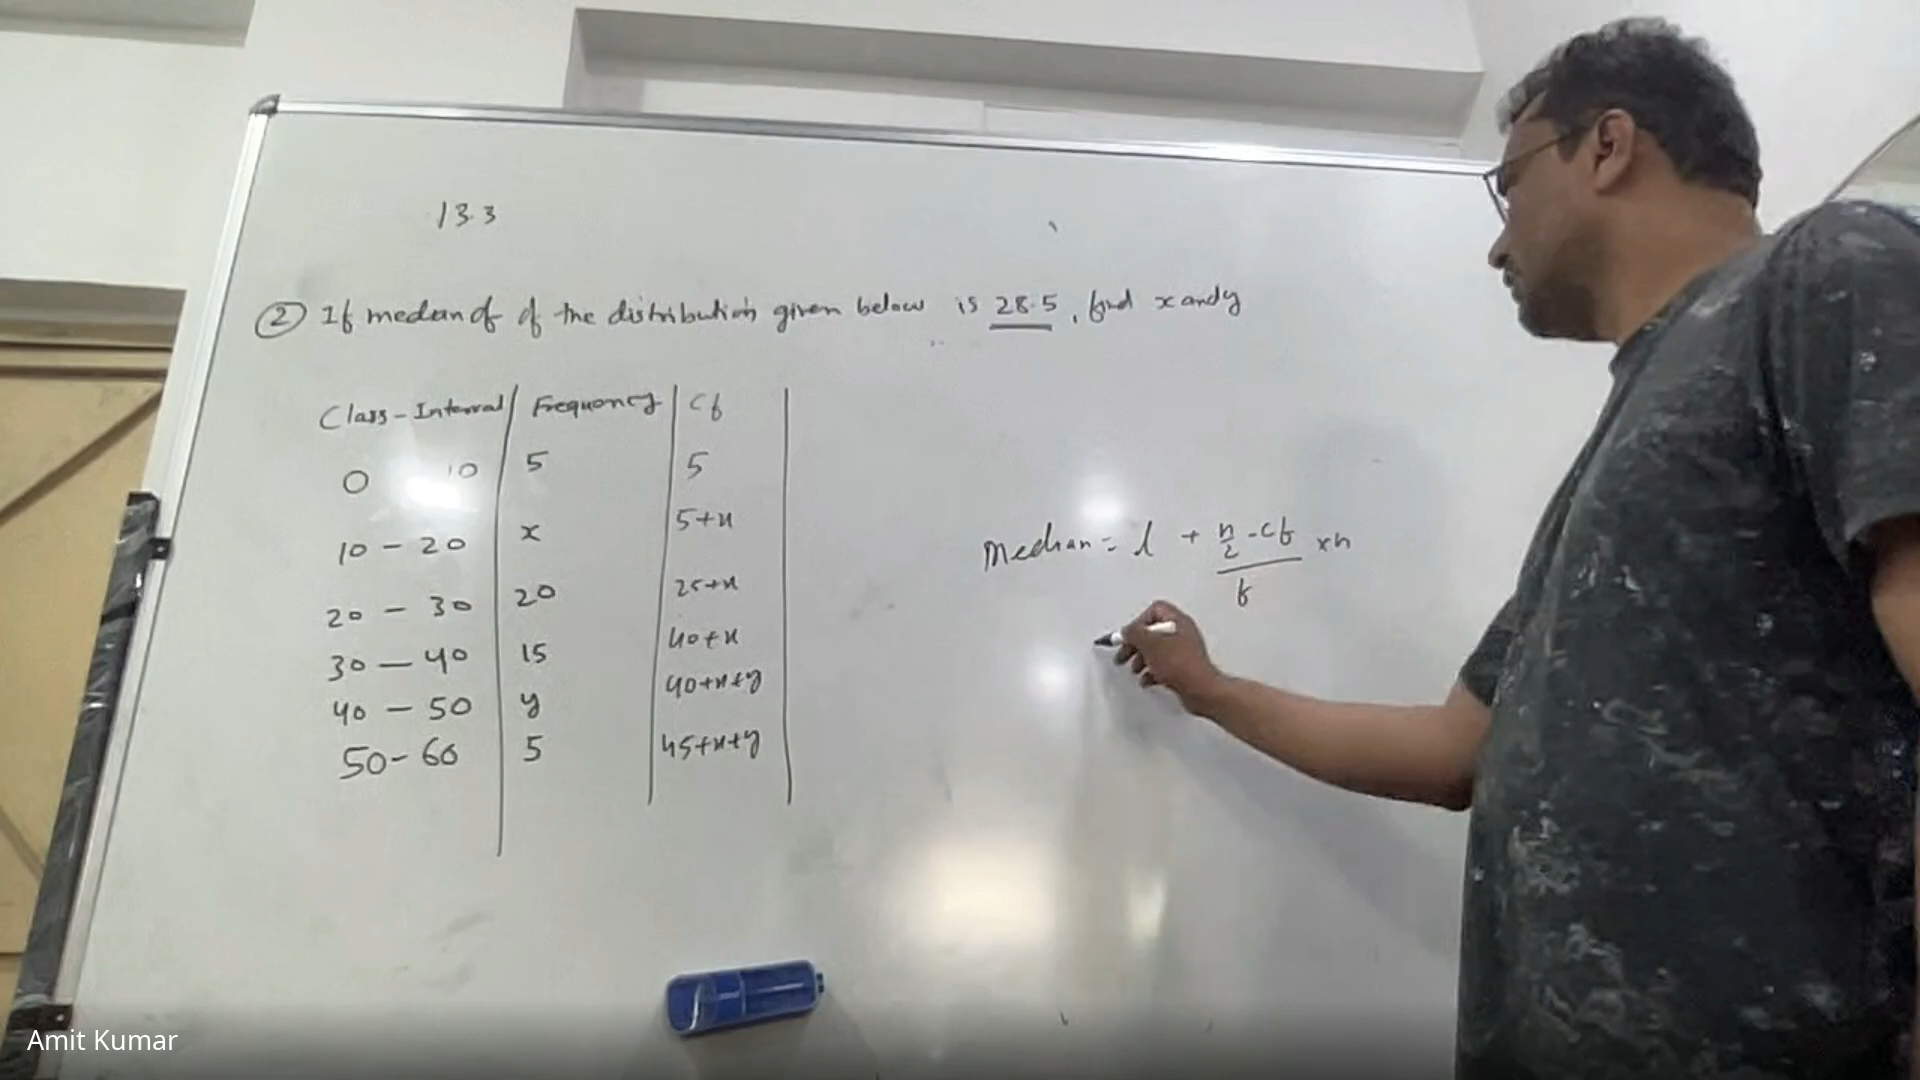 13.3
② If median of of the distribution given below is 28.5, find x and y
Class-Interval Frequency Cf
0 10 5 5
10 - 20 x 5+x
20 - 30 20 25+x
30 - 40 15 40+x
40 - 50 y 40+x+y
50-60 5 45+x+y
Median = l + n/2 - cf / f × h
Amit Kumar